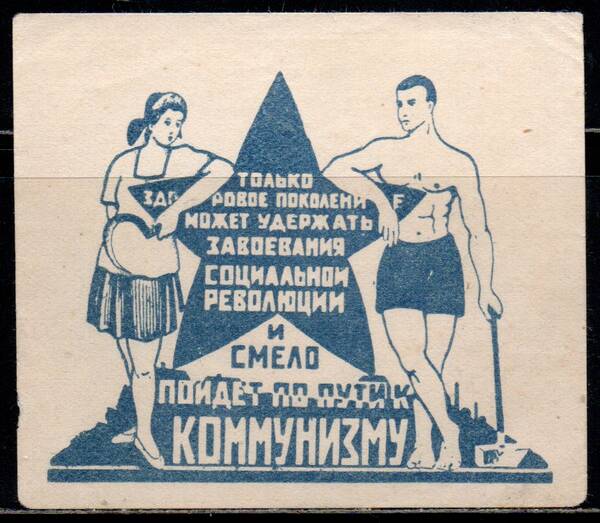 ТОЛЬКО
ЗДОРОВОЕ ПОКОЛЕНИЕ
МОЖЕТ УДЕРЖАТЬ
ЗАВОЕВАНИЯ
СОЦИАЛЬНОЙ
РЕВОЛЮЦИИ
И
СМЕЛО
ПОЙДЕТ ПО ПУТИ К
КОММУНИЗМУ